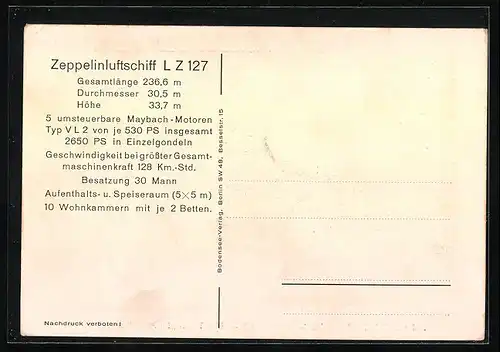 Zeppelinluftschiff L Z 127
Gesamtlänge 236,6 m
Durchmesser 30,5 m
Höhe 33,7 m
5 umsteuerbare Maybach-Motoren
Typ V L 2 von je 530 PS insgesamt
2650 PS in Einzelgondeln
Geschwindigkeit bei größter Gesamt-
maschinenkraft 128 Km.-Std.
Besatzung 30 Mann
Aufenthalts- u. Speiseraum (5×5 m)
10 Wohnkammern mit je 2 Betten.
Nachdruck verboten!
Bodensee-Verlag, Berlin SW 48, Besselstr. 15